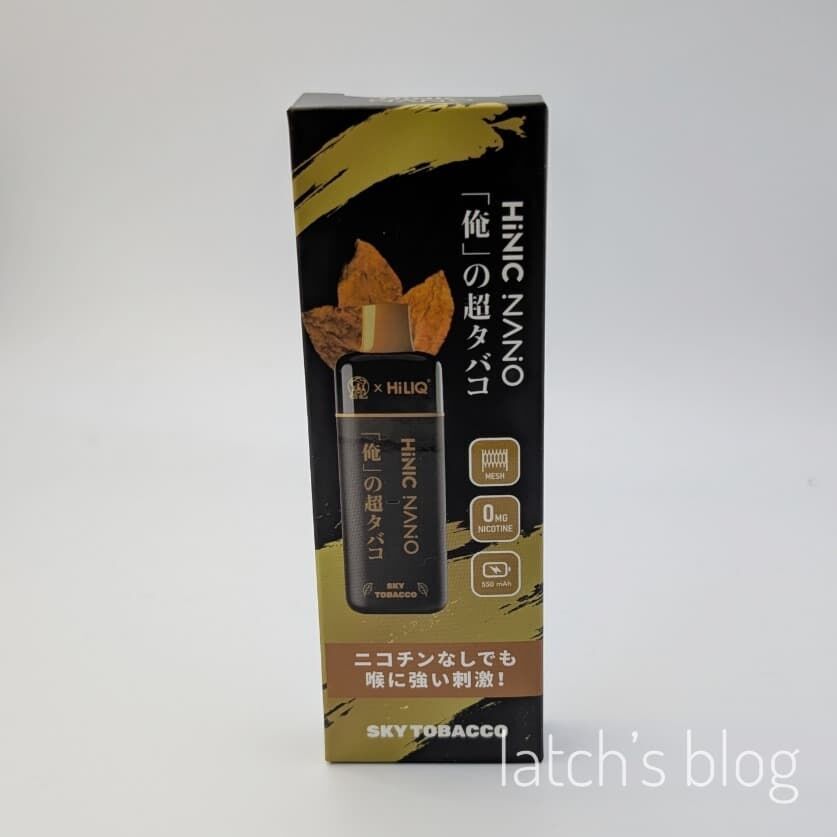 HiNIC NANO
「俺」の超タバコ
× HiLIQ®
HiNIC NANO
「俺」の超タバコ
SKY
TOBACCO
MESH
0MG
NICOTINE
550 mAh
ニコチンなしでも
喉に強い刺激！
SKY TOBACCO
latch's blog